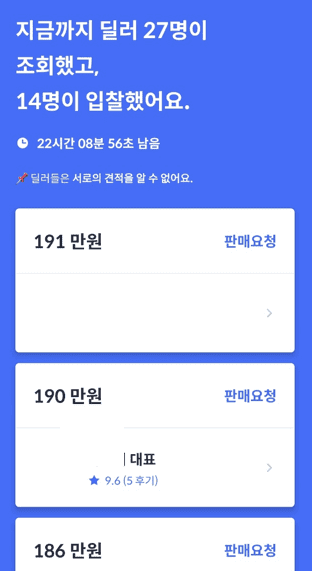 지금까지 딜러 27명이
조회했고,
14명이 입찰했어요.
22시간 08분 56초 남음
딜러들은 서로의 견적을 알 수 없어요.
191 만원 판매요청
190 만원 판매요청
대표
9.6 (5 후기)
186 만원 판매요청